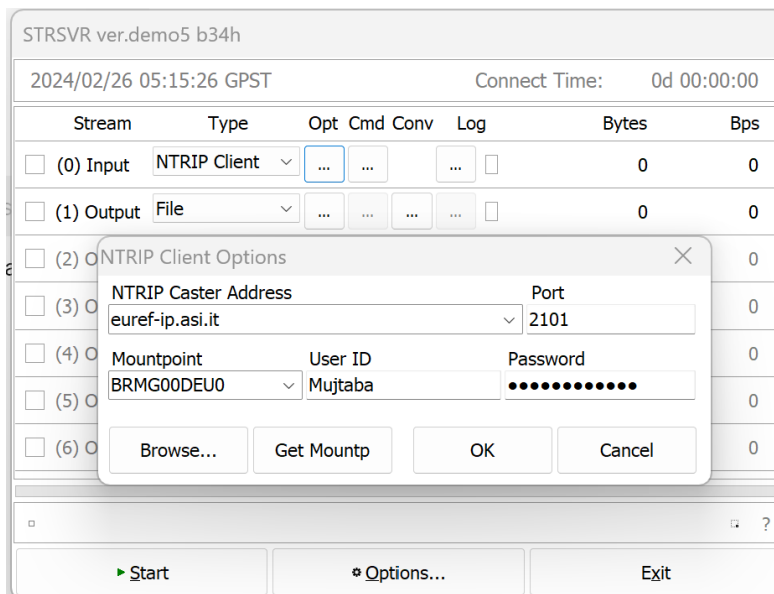 STRSVR ver.demo5 b34h
2024/02/26 05:15:26 GPST Connect Time: 0d 00:00:00
Stream Type Opt Cmd Conv Log Bytes Bps
(0) Input NTRIP Client ... ... ... 0 0
(1) Output File ... ... ... ... 0 0
(2) O 0
NTRIP Client Options
NTRIP Caster Address Port
(3) O euref-ip.asi.it 2101 0
Mountpoint User ID Password
(4) O 0
BRMG00DEU0 Mujtaba ●●●●●●●●●●●●
(5) O 0
(6) O Browse... Get Mountp OK Cancel 0
?
Start Options... Exit